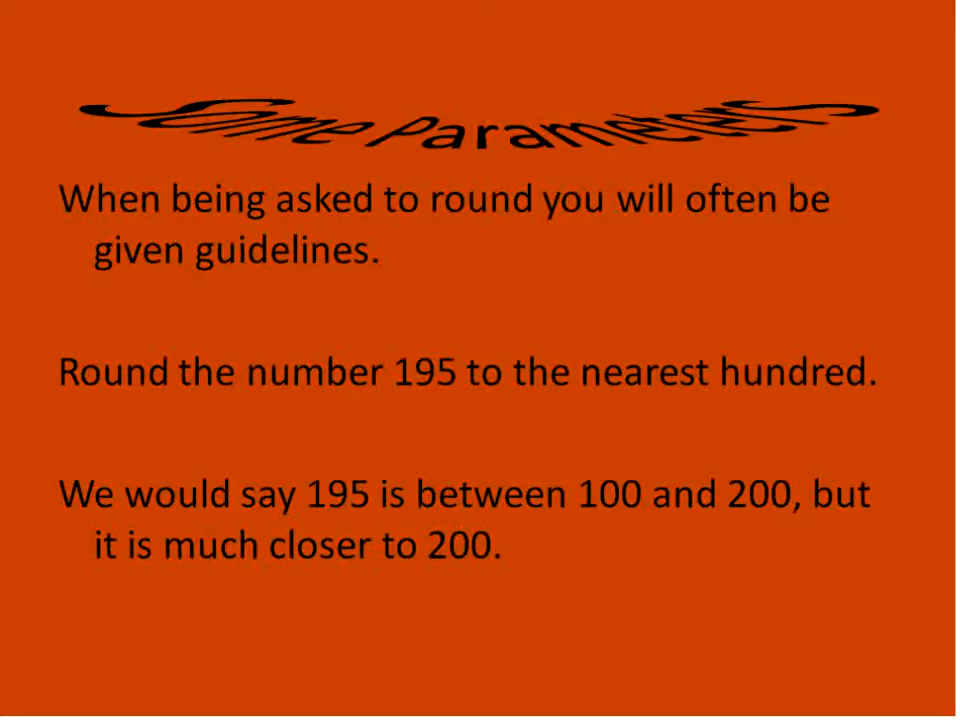 Some Parameters
When being asked to round you will often be
given guidelines.
Round the number 195 to the nearest hundred.
We would say 195 is between 100 and 200, but
it is much closer to 200.